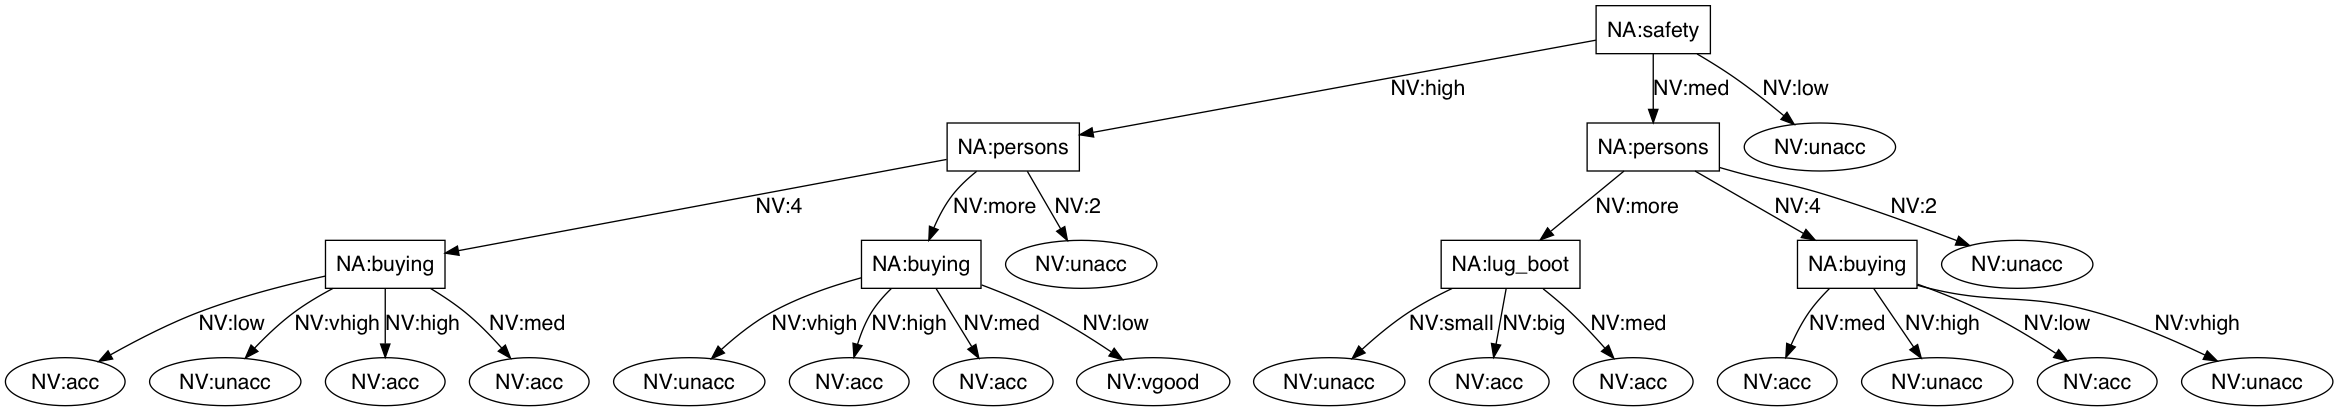 NA:safety
NV:high NV:med NV:low
NA:persons NA:persons NV:unacc
NV:4 NV:more NV:2 NV:more NV:4 NV:2
NA:buying NA:buying NV:unacc NA:lug_boot NA:buying NV:unacc
NV:low NV:vhigh NV:high NV:med NV:vhigh NV:high NV:med NV:low NV:small NV:big NV:med NV:med NV:high NV:low NV:vhigh
NV:acc NV:unacc NV:acc NV:acc NV:unacc NV:acc NV:acc NV:vgood NV:unacc NV:acc NV:acc NV:acc NV:unacc NV:acc NV:unacc